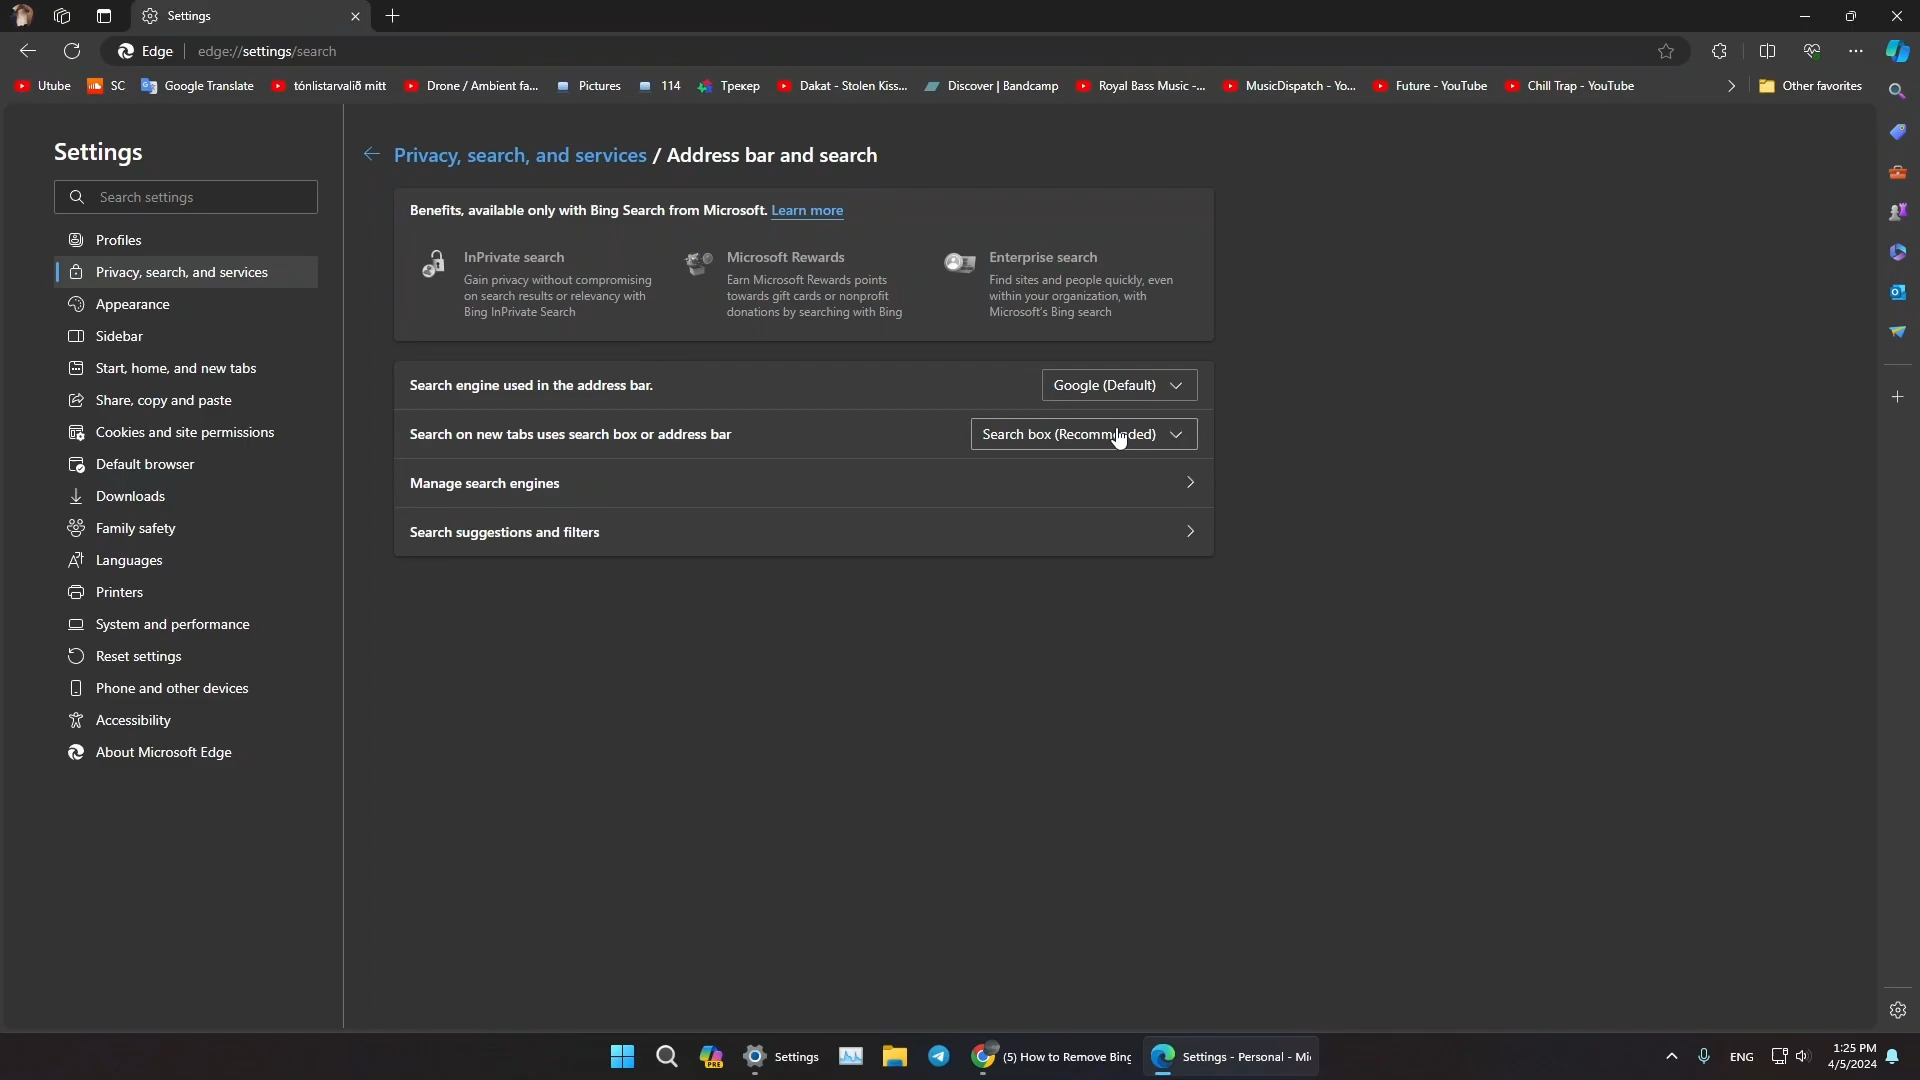 Settings
Edge
edge://settings/search
Utube
SC
Google Translate
tónlistarvalið mitt
Drone / Ambient fa...
Pictures
114
Трекер
Dakat - Stolen Kiss...
Discover | Bandcamp
Royal Bass Music -...
MusicDispatch - Yo...
Future - YouTube
Chill Trap - YouTube
Other favorites
Settings
Search settings
Profiles
Privacy, search, and services
Appearance
Sidebar
Start, home, and new tabs
Share, copy and paste
Cookies and site permissions
Default browser
Downloads
Family safety
Languages
Printers
System and performance
Reset settings
Phone and other devices
Accessibility
About Microsoft Edge
Privacy, search, and services / Address bar and search
Benefits, available only with Bing Search from Microsoft. Learn more
InPrivate search
Gain privacy without compromising
on search results or relevancy with
Bing InPrivate Search
Microsoft Rewards
Earn Microsoft Rewards points
towards gift cards or nonprofit
donations by searching with Bing
Enterprise search
Find sites and people quickly, even
within your organization, with
Microsoft's Bing search
Search engine used in the address bar.
Google (Default)
Search on new tabs uses search box or address bar
Search box (Recommended)
Manage search engines
Search suggestions and filters
PRE
Settings
(5) How to Remove Bing
Settings - Personal - Mi
ENG
1:25 PM
4/5/2024